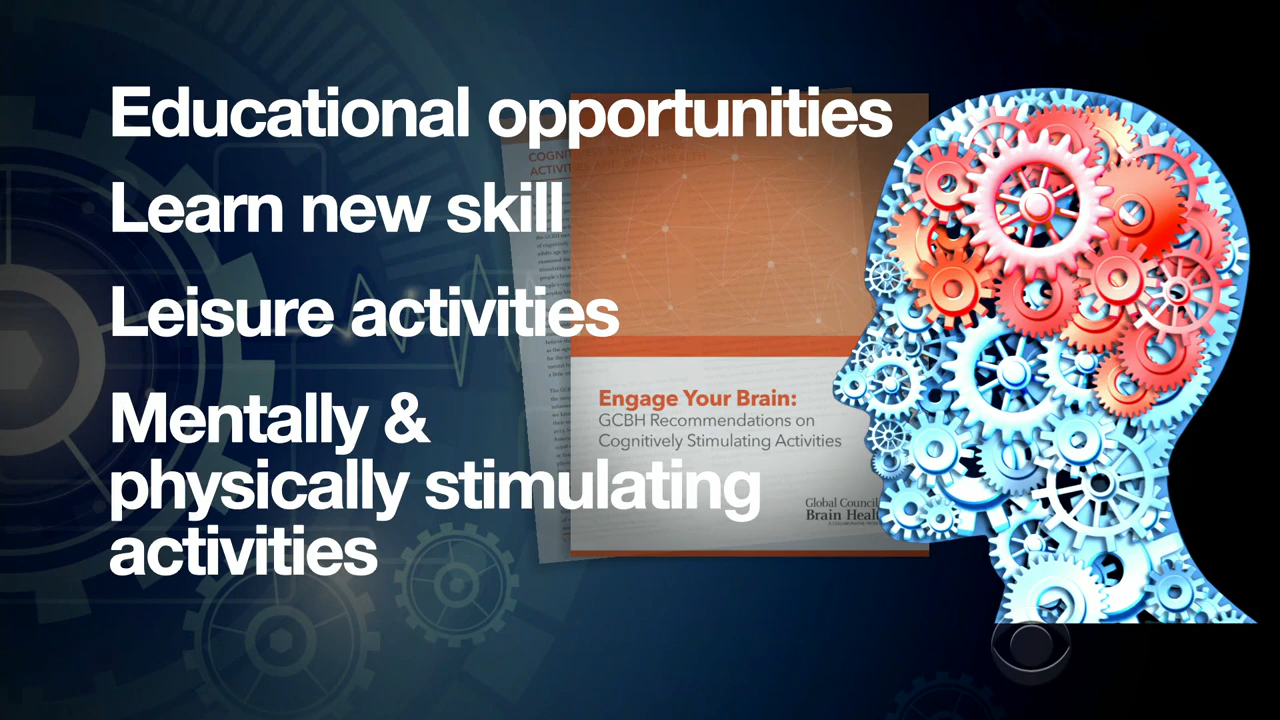 Educational opportunities
Learn new skill
Leisure activities
Mentally &
physically stimulating
activities
Engage Your Brain:
GCBH Recommendations on
Cognitively Stimulating Activities
Global Council
Brain Heal